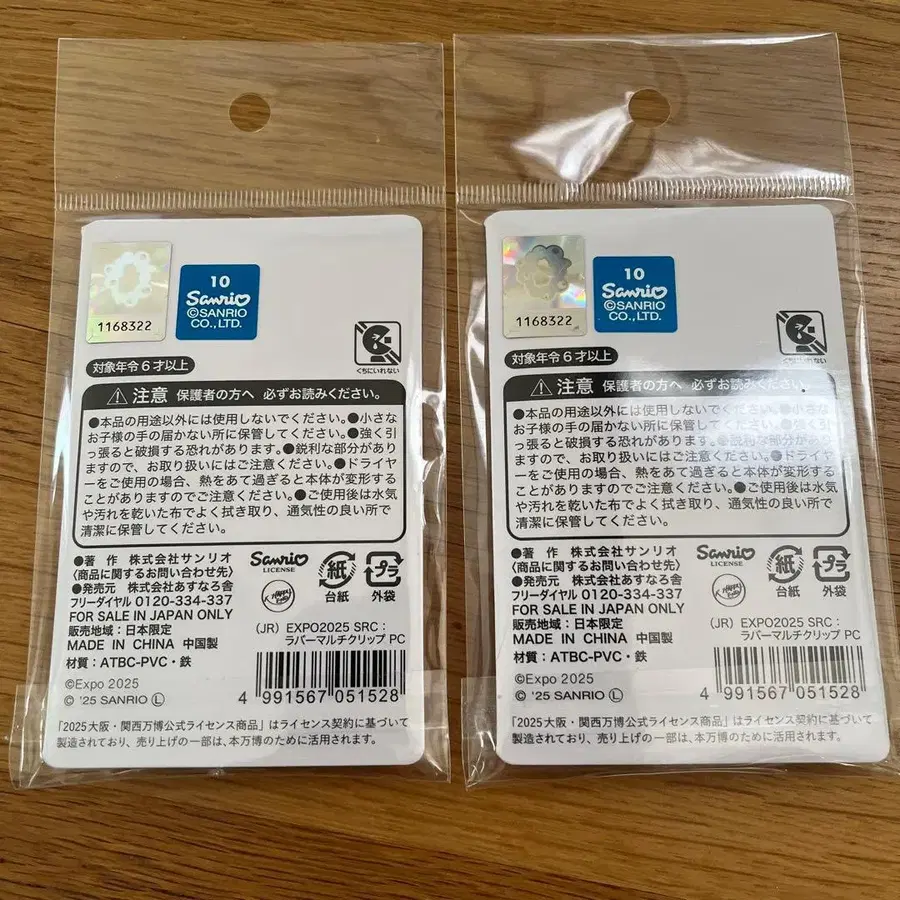 1168322
10
Sanrio
©SANRIO
CO.,LTD.
くちにいれない
対象年令6才以上
注意 保護者の方へ 必ずお読みください。
●本品の用途以外には使用しないでください。●小さな
お子様の手の届かない所に保管してください。●強く引
っ張ると破損する恐れがあります。●鋭利な部分があり
ますので、お取り扱いにはご注意ください。●ドライヤ
ーをご使用の場合、熱をあて過ぎると本体が変形する
ことがありますのでご注意ください。●ご使用後は水気
や汚れを乾いた布でよく拭き取り、通気性の良い所で
清潔に保管してください。
●著 作 株式会社サンリオ
〈商品に関するお問い合わせ先〉
●発売元 株式会社あすなろ舎
フリーダイヤル 0120-334-337
FOR SALE IN JAPAN ONLY
販売地域：日本限定
MADE IN CHINA 中国製
材質：ATBC-PVC・鉄
©Expo 2025
© '25 SANRIO Ⓛ
Sanrio
LICENSE
紙
台紙
プラ
外袋
(JR) EXPO2025 SRC：
ラバーマルチクリップ PC
4 991567 051528
「2025大阪・関西万博公式ライセンス商品」はライセンス契約に基づいて
製造されており、売り上げの一部は、本万博のために活用されます。
1168322
10
Sanrio
©SANRIO
CO.,LTD.
くちにいれない
対象年令6才以上
注意 保護者の方へ 必ずお読みください。
●本品の用途以外には使用しないでください。●小さな
お子様の手の届かない所に保管してください。●強く引
っ張ると破損する恐れがあります。●鋭利な部分があり
ますので、お取り扱いにはご注意ください。●ドライヤ
ーをご使用の場合、熱をあて過ぎると本体が変形する
ことがありますのでご注意ください。●ご使用後は水気
や汚れを乾いた布でよく拭き取り、通気性の良い所で
清潔に保管してください。
●著 作 株式会社サンリオ
〈商品に関するお問い合わせ先〉
●発売元 株式会社あすなろ舎
フリーダイヤル 0120-334-337
FOR SALE IN JAPAN ONLY
販売地域：日本限定
MADE IN CHINA 中国製
材質：ATBC-PVC・鉄
©Expo 2025
© '25 SANRIO Ⓛ
Sanrio
LICENSE
紙
台紙
プラ
外袋
(JR) EXPO2025 SRC：
ラバーマルチクリップ PC
4 991567 051528
「2025大阪・関西万博公式ライセンス商品」はライセンス契約に基づいて
製造されており、売り上げの一部は、本万博のために活用されます。